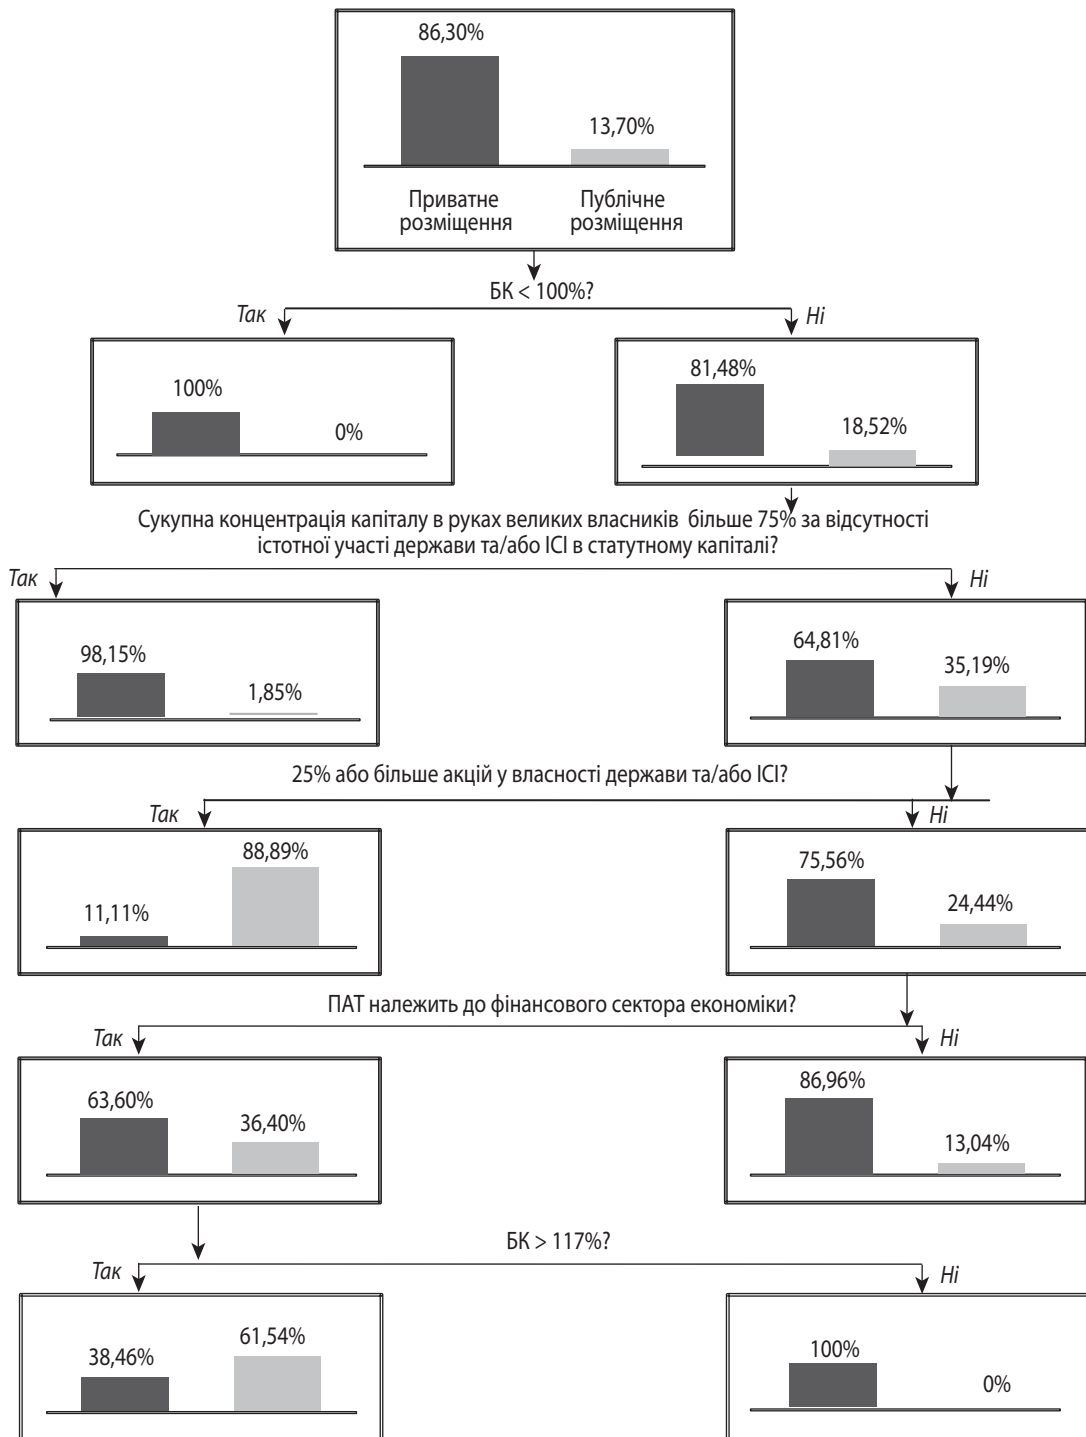 86,30%
13,70%
Приватне розміщення
Публічне розміщення
БК < 100%?
Так
Ні
100%
0%
81,48%
18,52%
Сукупна концентрація капіталу в руках великих власників більше 75% за відсутності
істотної участі держави та/або ІСІ в статутному капіталі?
Так
Ні
98,15%
1,85%
64,81%
35,19%
25% або більше акцій у власності держави та/або ІСІ?
Так
Ні
11,11%
88,89%
75,56%
24,44%
ПАТ належить до фінансового сектора економіки?
Так
Ні
63,60%
36,40%
86,96%
13,04%
БК > 117%?
Так
Ні
38,46%
61,54%
100%
0%